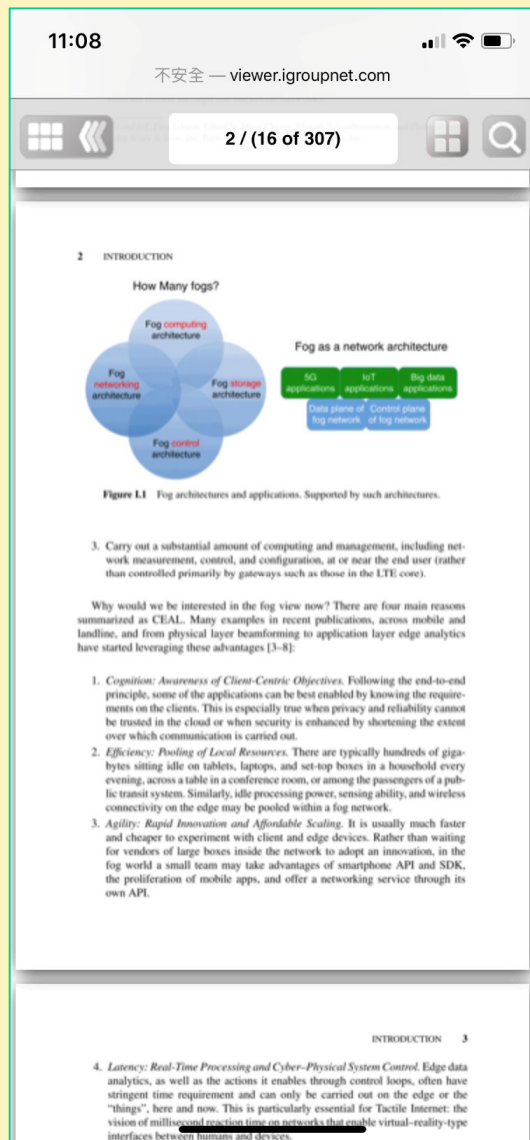 11:08
不安全 — viewer.igroupnet.com
2 / (16 of 307)
2 INTRODUCTION
How Many fogs?
Fog computing
architecture
Fog
networking
architecture
Fog storage
architecture
Fog control
architecture
Fog as a network architecture
5G
applications
IoT
applications
Big data
applications
Data plane of
fog network
Control plane
of fog network
Figure I.1 Fog architectures and applications. Supported by such architectures.
3. Carry out a substantial amount of computing and management, including net-
work measurement, control, and configuration, at or near the end user (rather
than controlled primarily by gateways such as those in the LTE core).
Why would we be interested in the fog view now? There are four main reasons
summarized as CEAL. Many examples in recent publications, across mobile and
landline, and from physical layer beamforming to application layer edge analytics
have started leveraging these advantages [3–8]:
1. Cognition: Awareness of Client-Centric Objectives. Following the end-to-end
principle, some of the applications can be best enabled by knowing the require-
ments on the clients. This is especially true when privacy and reliability cannot
be trusted in the cloud or when security is enhanced by shortening the extent
over which communication is carried out.
2. Efficiency: Pooling of Local Resources. There are typically hundreds of giga-
bytes sitting idle on tablets, laptops, and set-top boxes in a household every
evening, across a table in a conference room, or among the passengers of a pub-
lic transit system. Similarly, idle processing power, sensing ability, and wireless
connectivity on the edge may be pooled within a fog network.
3. Agility: Rapid Innovation and Affordable Scaling. It is usually much faster
and cheaper to experiment with client and edge devices. Rather than waiting
for vendors of large boxes inside the network to adopt an innovation, in the
fog world a small team may take advantages of smartphone API and SDK,
the proliferation of mobile apps, and offer a networking service through its
own API.
INTRODUCTION 3
4. Latency: Real-Time Processing and Cyber–Physical System Control. Edge data
analytics, as well as the actions it enables through control loops, often have
stringent time requirement and can only be carried out on the edge or the
"things", here and now. This is particularly essential for Tactile Internet: the
vision of millisecond reaction time on networks that enable virtual–reality-type
interfaces between humans and devices.